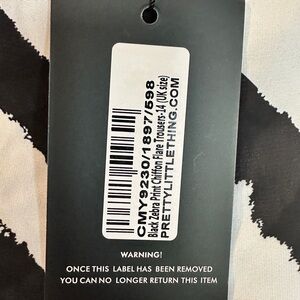 CMY9230/1897/598
Black Zebra Print Chiffon Flare Trousers-14 (UK size)
PRETTYLITTLETHING.COM
WARNING!
ONCE THIS LABEL HAS BEEN REMOVED
YOU CAN NO LONGER RETURN THIS ITEM